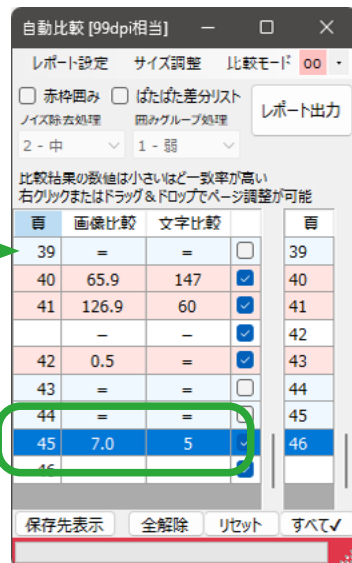 自動比較 [99dpi相当]
レポート設定 サイズ調整 比較モード oo
赤枠囲み ぱたぱた差分リスト
ノイズ除去処理 囲みグループ処理 レポート出力
2 - 中 1 - 弱
比較結果の数値は小さいほど一致率が高い
右クリックまたはドラッグ&ドロップでページ調整が可能
頁 画像比較 文字比較 頁
39 = = 39
40 65.9 147 40
41 126.9 60 41
– – 42
42 0.5 = 43
43 = = 44
44 = = 45
45 7.0 5 46
46
保存先表示 全解除 リセット すべて✓